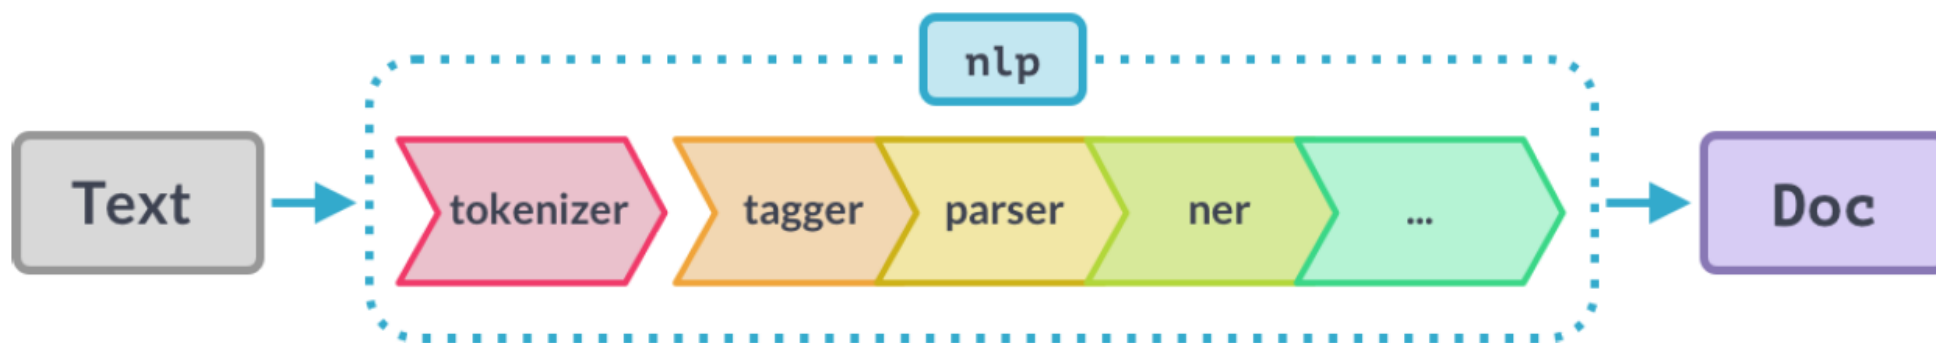 nlp
Text
tokenizer
tagger
parser
ner
...
Doc